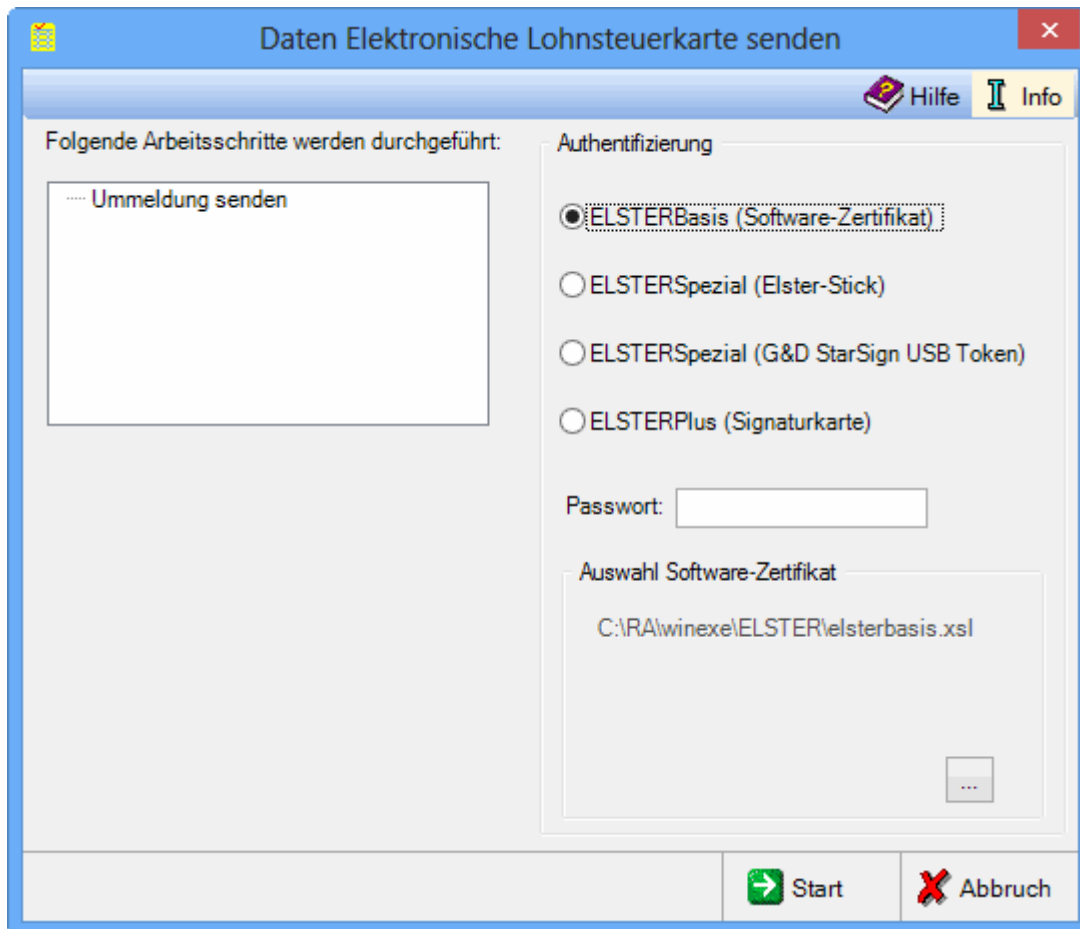 Daten Elektronische Lohnsteuerkarte senden
Hilfe
Info
Folgende Arbeitsschritte werden durchgeführt:
Ummeldung senden
Authentifizierung
ELSTERBasis (Software-Zertifikat)
ELSTERSpezial (Elster-Stick)
ELSTERSpezial (G&D StarSign USB Token)
ELSTERPlus (Signaturkarte)
Passwort:
Auswahl Software-Zertifikat
C:\RA\winexe\ELSTER\elsterbasis.xsl
...
Start
Abbruch